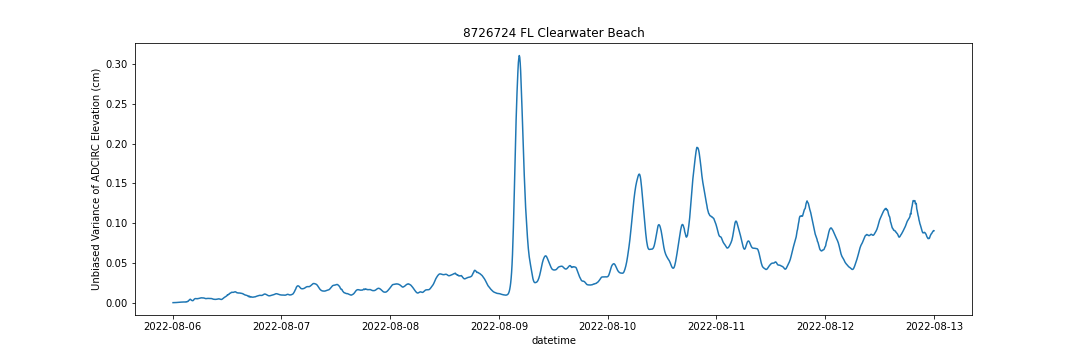 8726724 FL Clearwater Beach
Unbiased Variance of ADCIRC Elevation (cm)
0.30
0.25
0.20
0.15
0.10
0.05
0.00
2022-08-06 2022-08-07 2022-08-08 2022-08-09 2022-08-10 2022-08-11 2022-08-12 2022-08-13
datetime